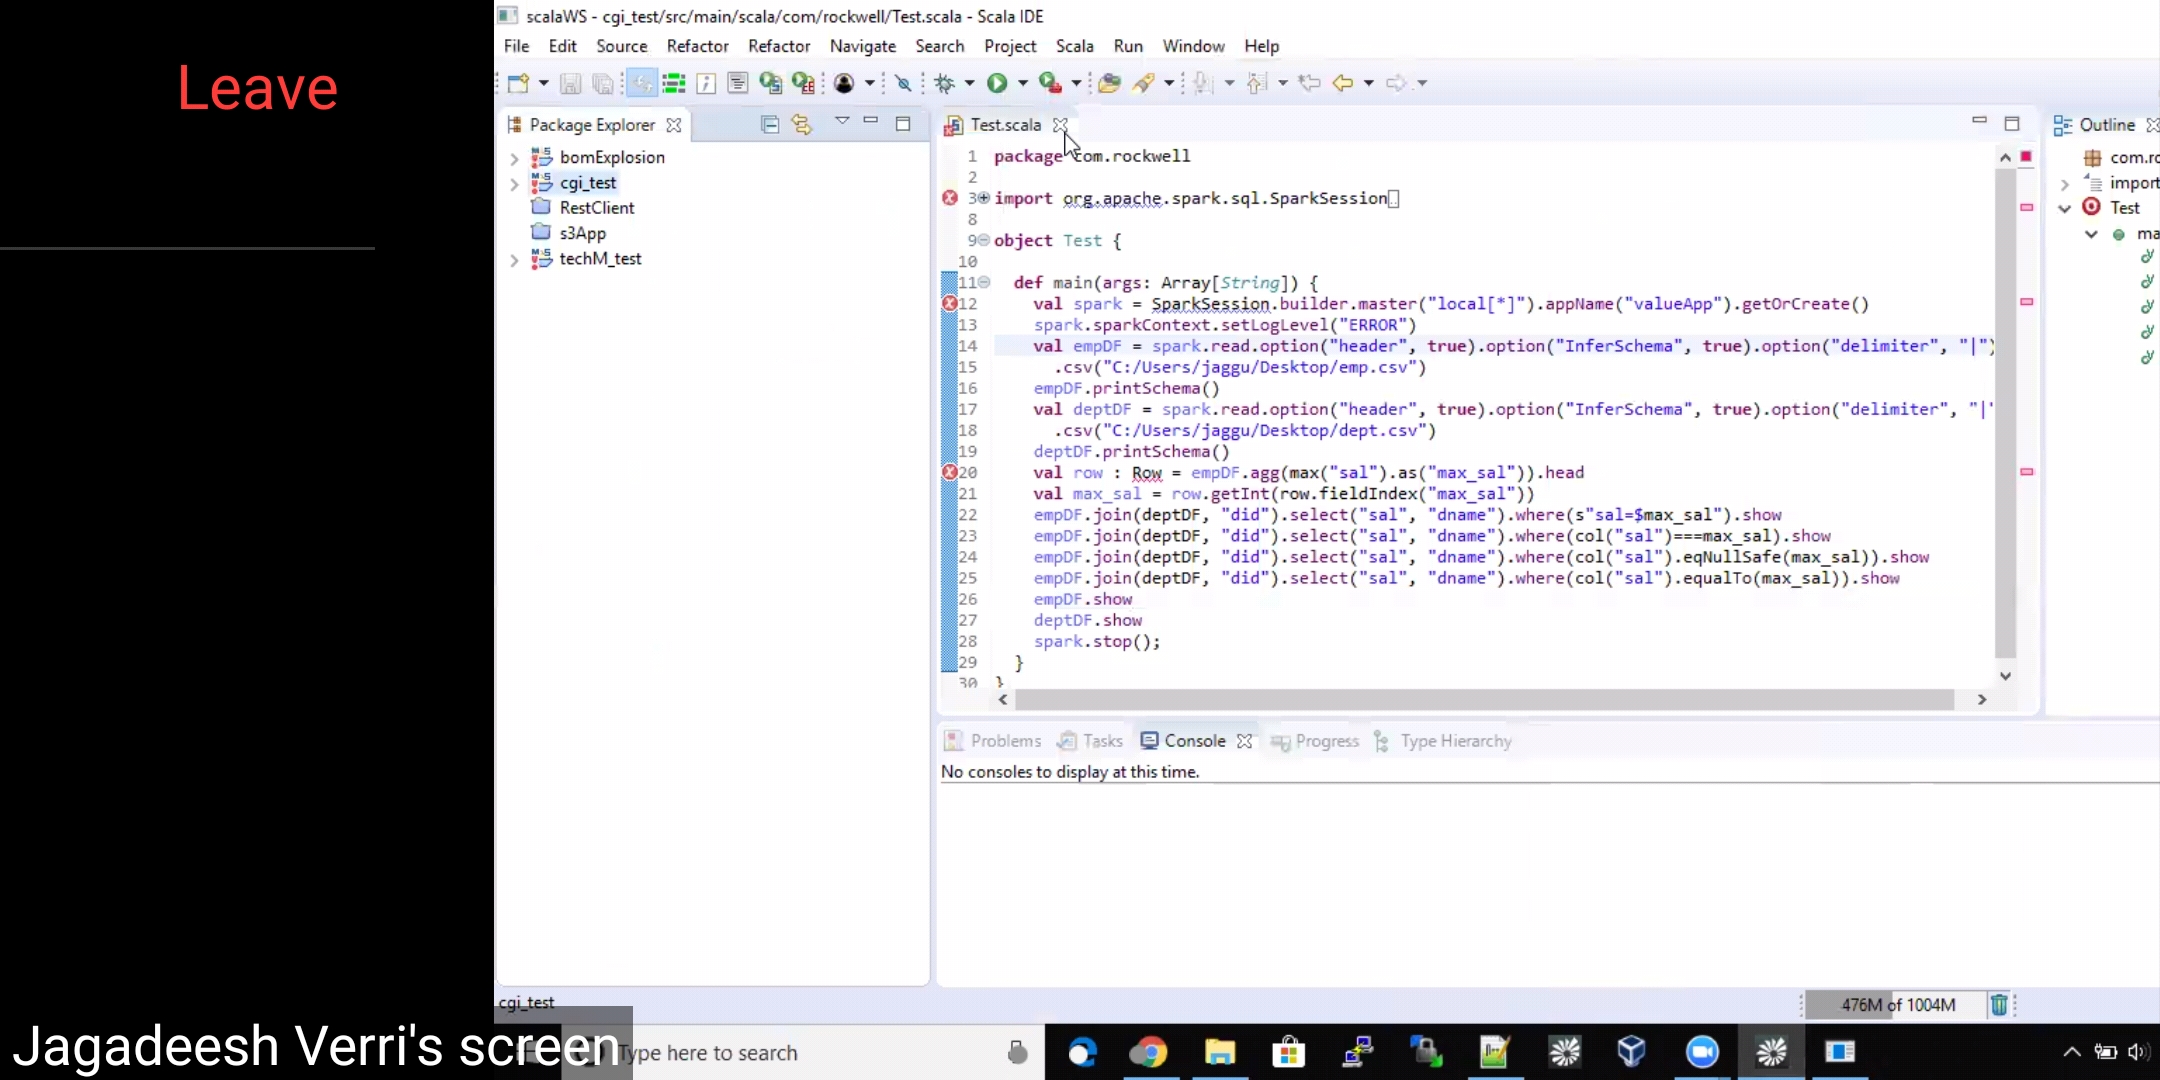 Leave
scalaWS - cgi_test/src/main/scala/com/rockwell/Test.scala - Scala IDE
File Edit Source Refactor Refactor Navigate Search Project Scala Run Window Help
Package Explorer
bomExplosion
cgi_test
RestClient
s3App
techM_test
Test.scala
1 package com.rockwell
2
3 import org.apache.spark.sql.SparkSession
8
9 object Test {
10
11 def main(args: Array[String]) {
12 val spark = SparkSession.builder.master("local[*]").appName("valueApp").getOrCreate()
13 spark.sparkContext.setLogLevel("ERROR")
14 val empDF = spark.read.option("header", true).option("InferSchema", true).option("delimiter", "|")
15 .csv("C:/Users/jaggu/Desktop/emp.csv")
16 empDF.printSchema()
17 val deptDF = spark.read.option("header", true).option("InferSchema", true).option("delimiter", "|"
18 .csv("C:/Users/jaggu/Desktop/dept.csv")
19 deptDF.printSchema()
20 val row : Row = empDF.agg(max("sal").as("max_sal")).head
21 val max_sal = row.getInt(row.fieldIndex("max_sal"))
22 empDF.join(deptDF, "did").select("sal", "dname").where(s"sal=$max_sal").show
23 empDF.join(deptDF, "did").select("sal", "dname").where(col("sal")===max_sal).show
24 empDF.join(deptDF, "did").select("sal", "dname").where(col("sal").eqNullSafe(max_sal)).show
25 empDF.join(deptDF, "did").select("sal", "dname").where(col("sal").equalTo(max_sal)).show
26 empDF.show
27 deptDF.show
28 spark.stop();
29 }
30 }
Outline
com.ro
import
Test
ma
Problems Tasks Console Progress Type Hierarchy
No consoles to display at this time.
cgi_test
476M of 1004M
Jagadeesh Verri's screen
Type here to search